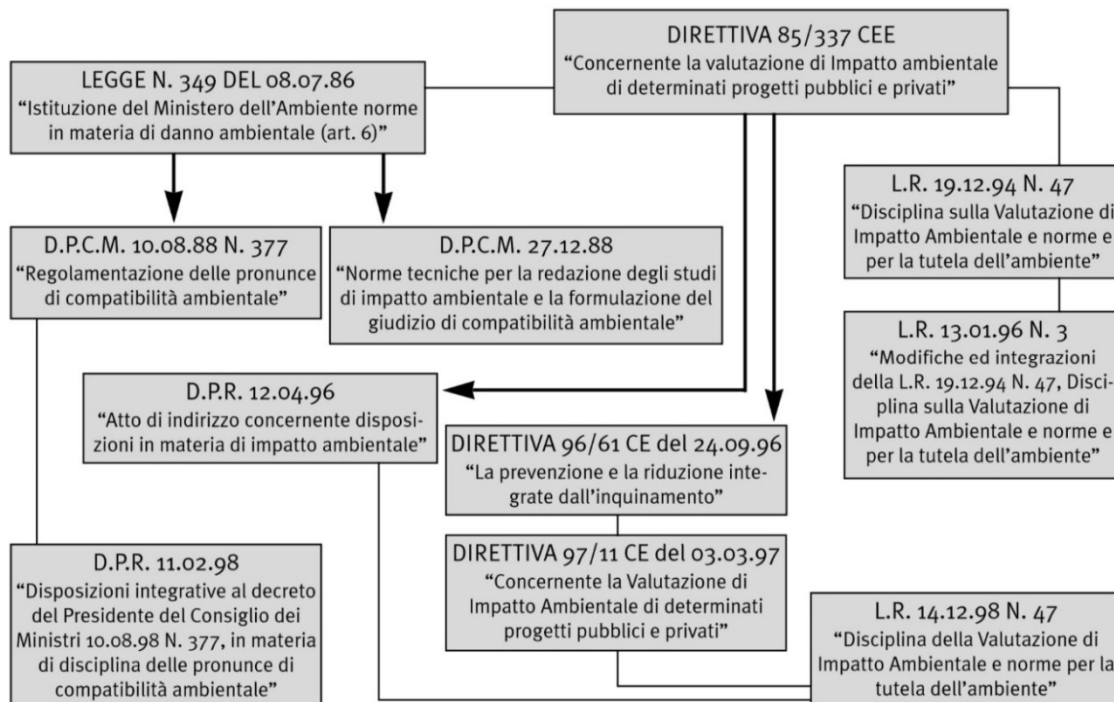 DIRETTIVA 85/337 CEE
“Concernente la valutazione di Impatto ambientale
di determinati progetti pubblici e privati”
LEGGE N. 349 DEL 08.07.86
“Istituzione del Ministero dell’Ambiente norme
in materia di danno ambientale (art. 6)”
L.R. 19.12.94 N. 47
“Disciplina sulla Valutazione di
Impatto Ambientale e norme e
per la tutela dell’ambiente”
D.P.C.M. 10.08.88 N. 377
“Regolamentazione delle pronunce
di compatibilità ambientale”
D.P.C.M. 27.12.88
“Norme tecniche per la redazione degli studi
di impatto ambientale e la formulazione del
giudizio di compatibilità ambientale”
L.R. 13.01.96 N. 3
“Modifiche ed integrazioni
della L.R. 19.12.94 N. 47, Disci-
plina sulla Valutazione di
Impatto Ambientale e norme e
per la tutela dell’ambiente”
D.P.R. 12.04.96
“Atto di indirizzo concernente disposi-
zioni in materia di impatto ambientale”
DIRETTIVA 96/61 CE del 24.09.96
“La prevenzione e la riduzione inte-
grate dall’inquinamento”
D.P.R. 11.02.98
“Disposizioni integrative al decreto
del Presidente del Consiglio dei
Ministri 10.08.98 N. 377, in materia
di disciplina delle pronunce di
compatibilità ambientale”
DIRETTIVA 97/11 CE del 03.03.97
“Concernente la Valutazione di
Impatto Ambientale di determinati
progetti pubblici e privati”
L.R. 14.12.98 N. 47
“Disciplina della Valutazione di
Impatto Ambientale e norme per la
tutela dell’ambiente”